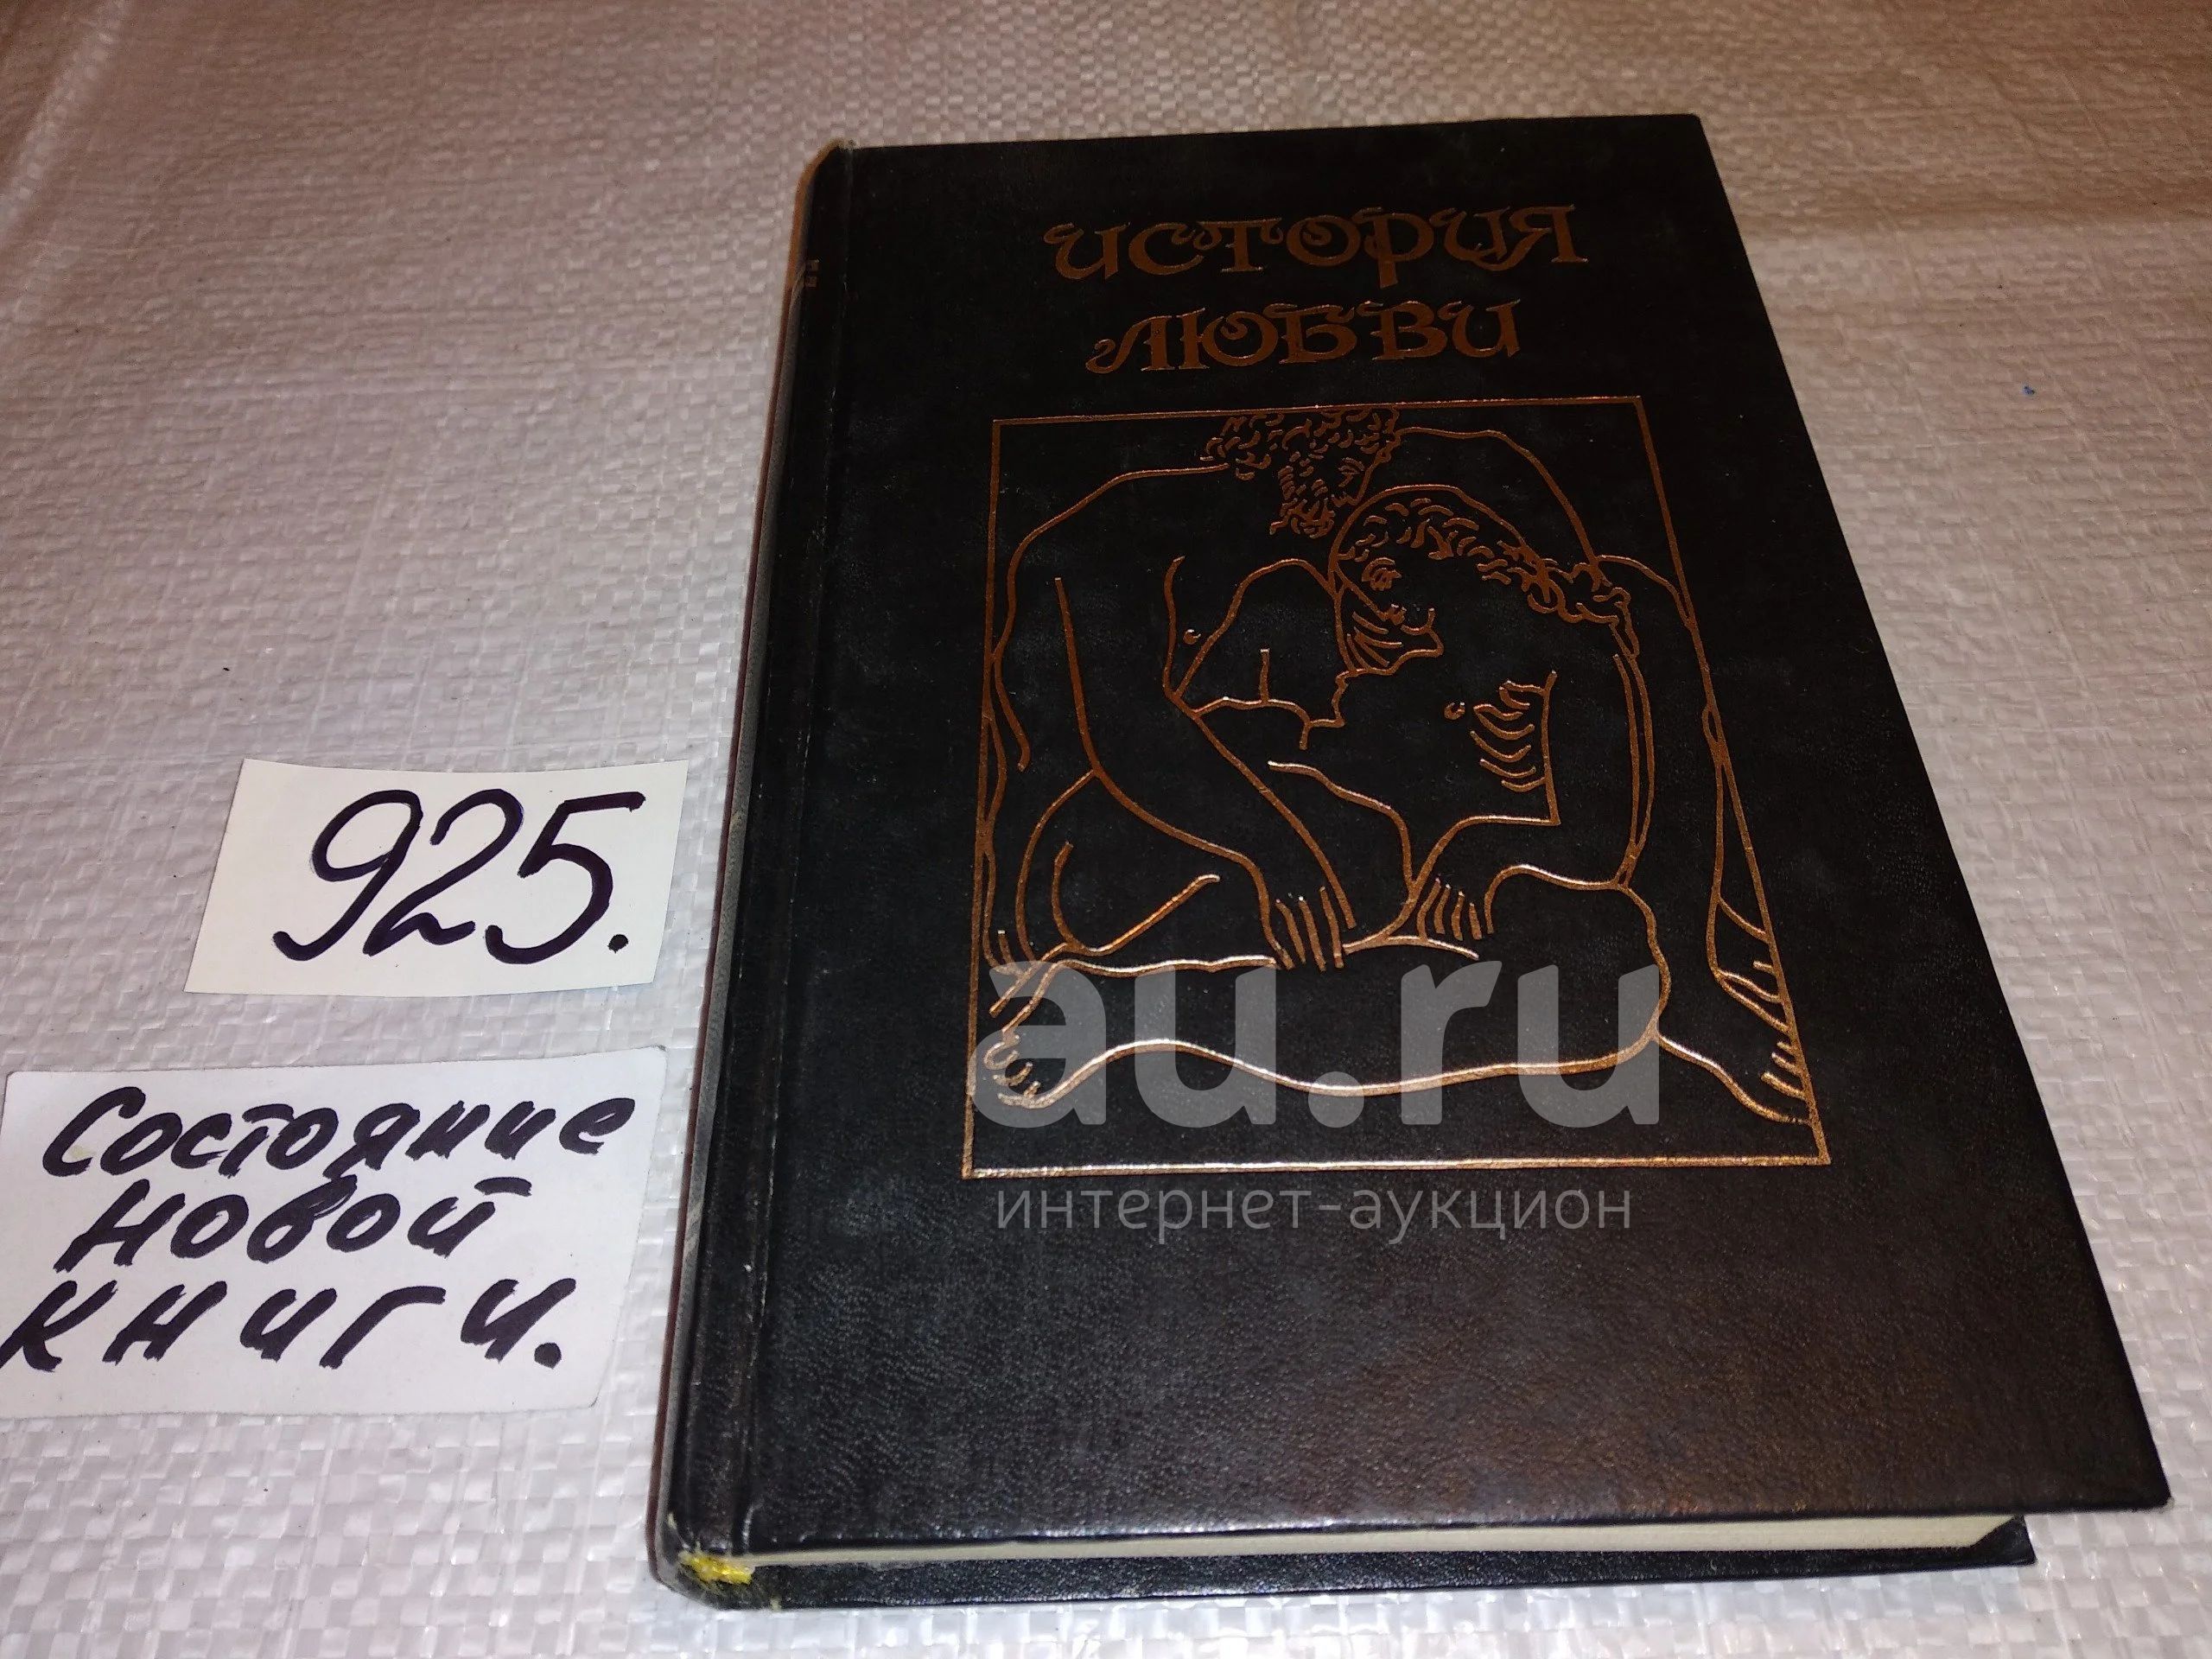 ИСТОРИЯ
ЛЮБВИ
925.
Состояние
новой
книги.
au.ru
интернет-аукцион